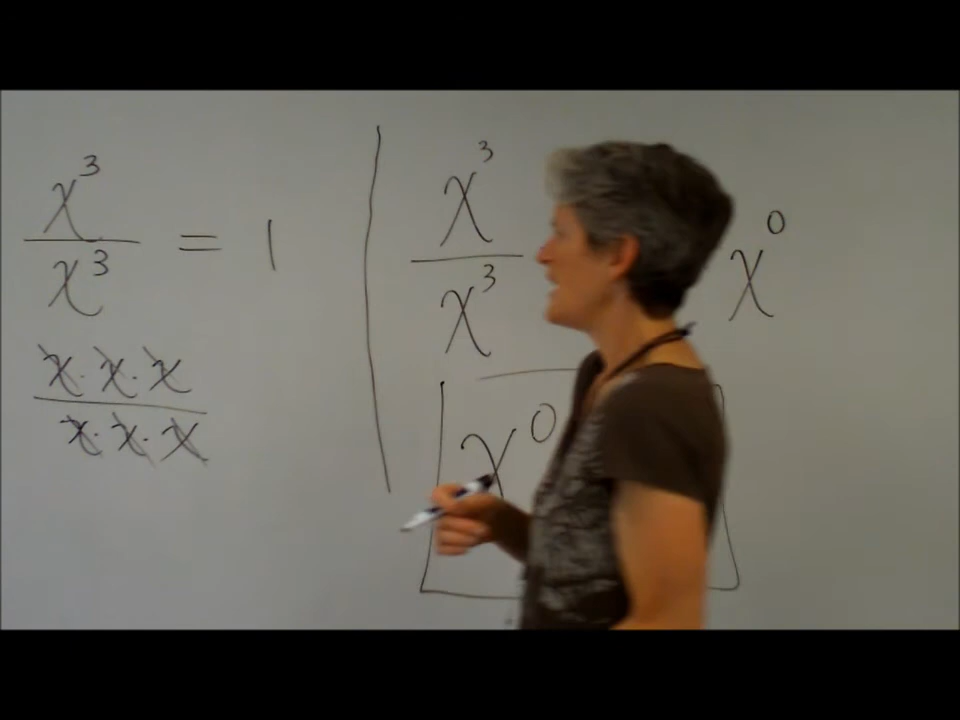 x³/x³ = 1
x·x·x/x·x·x
x³/x³ x⁰
x⁰